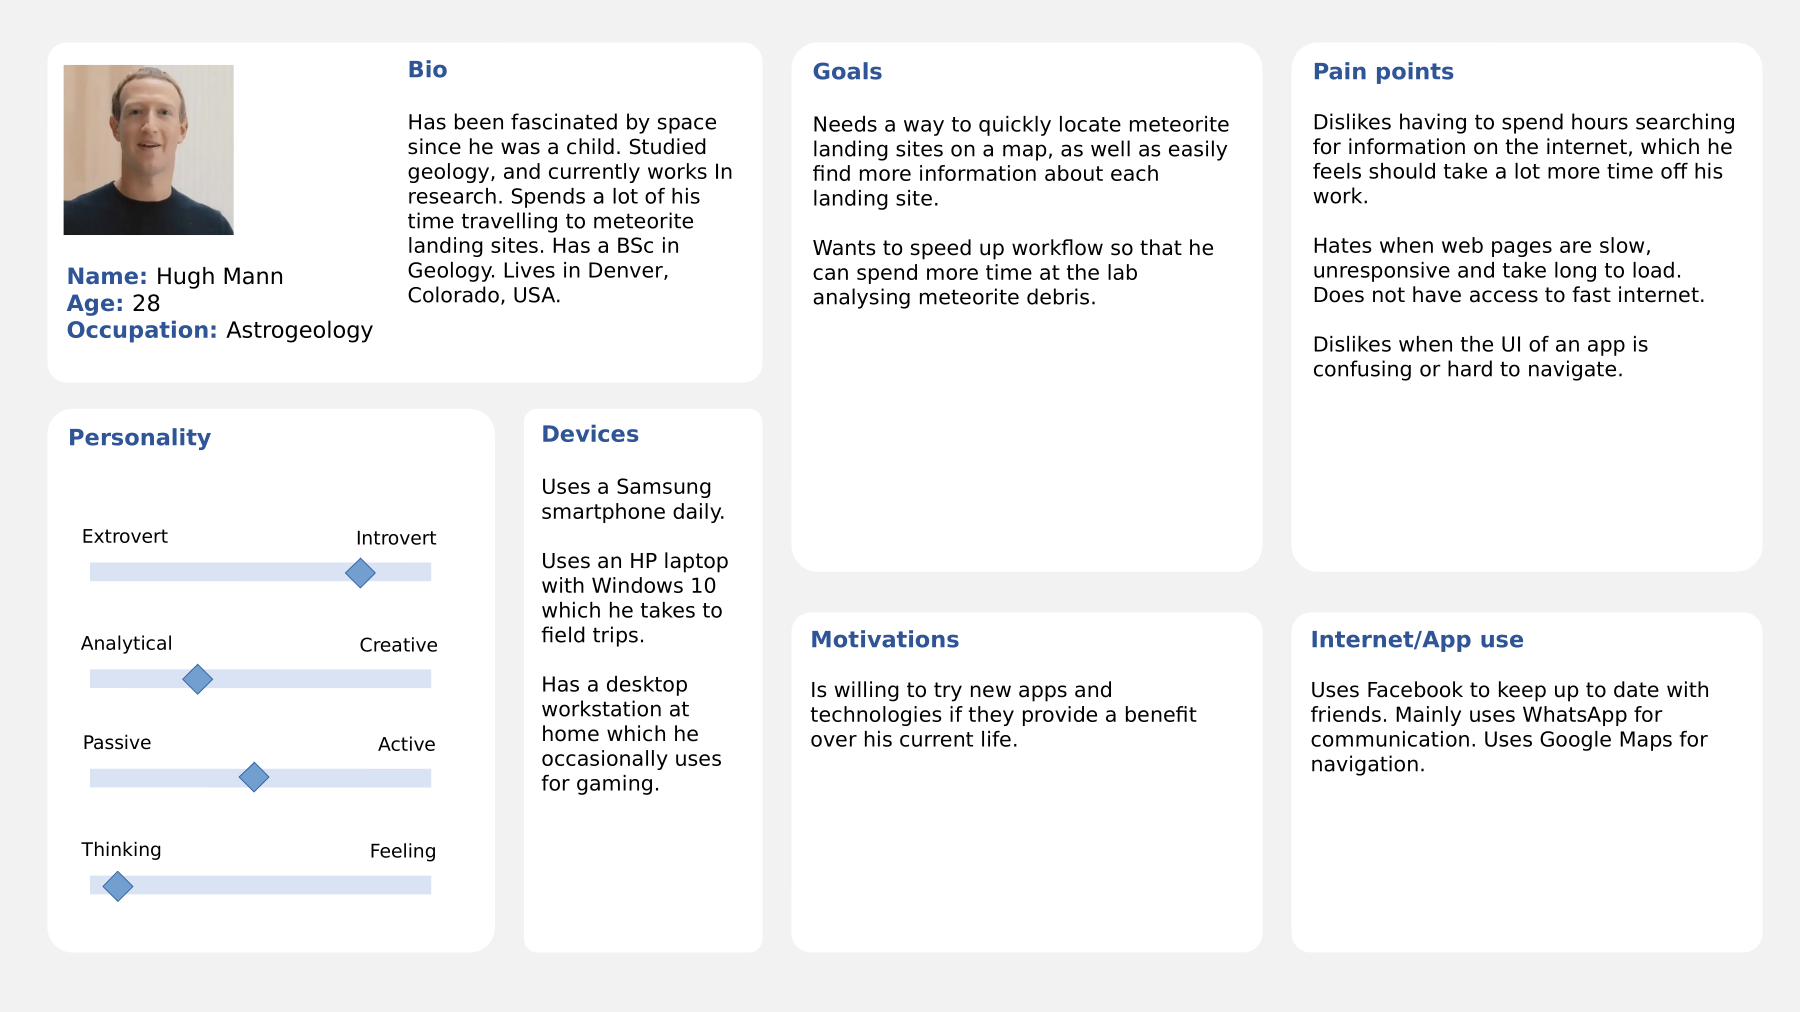 Name: Hugh Mann
Age: 28
Occupation: Astrogeology
Bio
Has been fascinated by space
since he was a child. Studied
geology, and currently works In
research. Spends a lot of his
time travelling to meteorite
landing sites. Has a BSc in
Geology. Lives in Denver,
Colorado, USA.
Goals
Needs a way to quickly locate meteorite
landing sites on a map, as well as easily
find more information about each
landing site.
Wants to speed up workflow so that he
can spend more time at the lab
analysing meteorite debris.
Pain points
Dislikes having to spend hours searching
for information on the internet, which he
feels should take a lot more time off his
work.
Hates when web pages are slow,
unresponsive and take long to load.
Does not have access to fast internet.
Dislikes when the UI of an app is
confusing or hard to navigate.
Personality
Extrovert Introvert
Analytical Creative
Passive Active
Thinking Feeling
Devices
Uses a Samsung
smartphone daily.
Uses an HP laptop
with Windows 10
which he takes to
field trips.
Has a desktop
workstation at
home which he
occasionally uses
for gaming.
Motivations
Is willing to try new apps and
technologies if they provide a benefit
over his current life.
Internet/App use
Uses Facebook to keep up to date with
friends. Mainly uses WhatsApp for
communication. Uses Google Maps for
navigation.